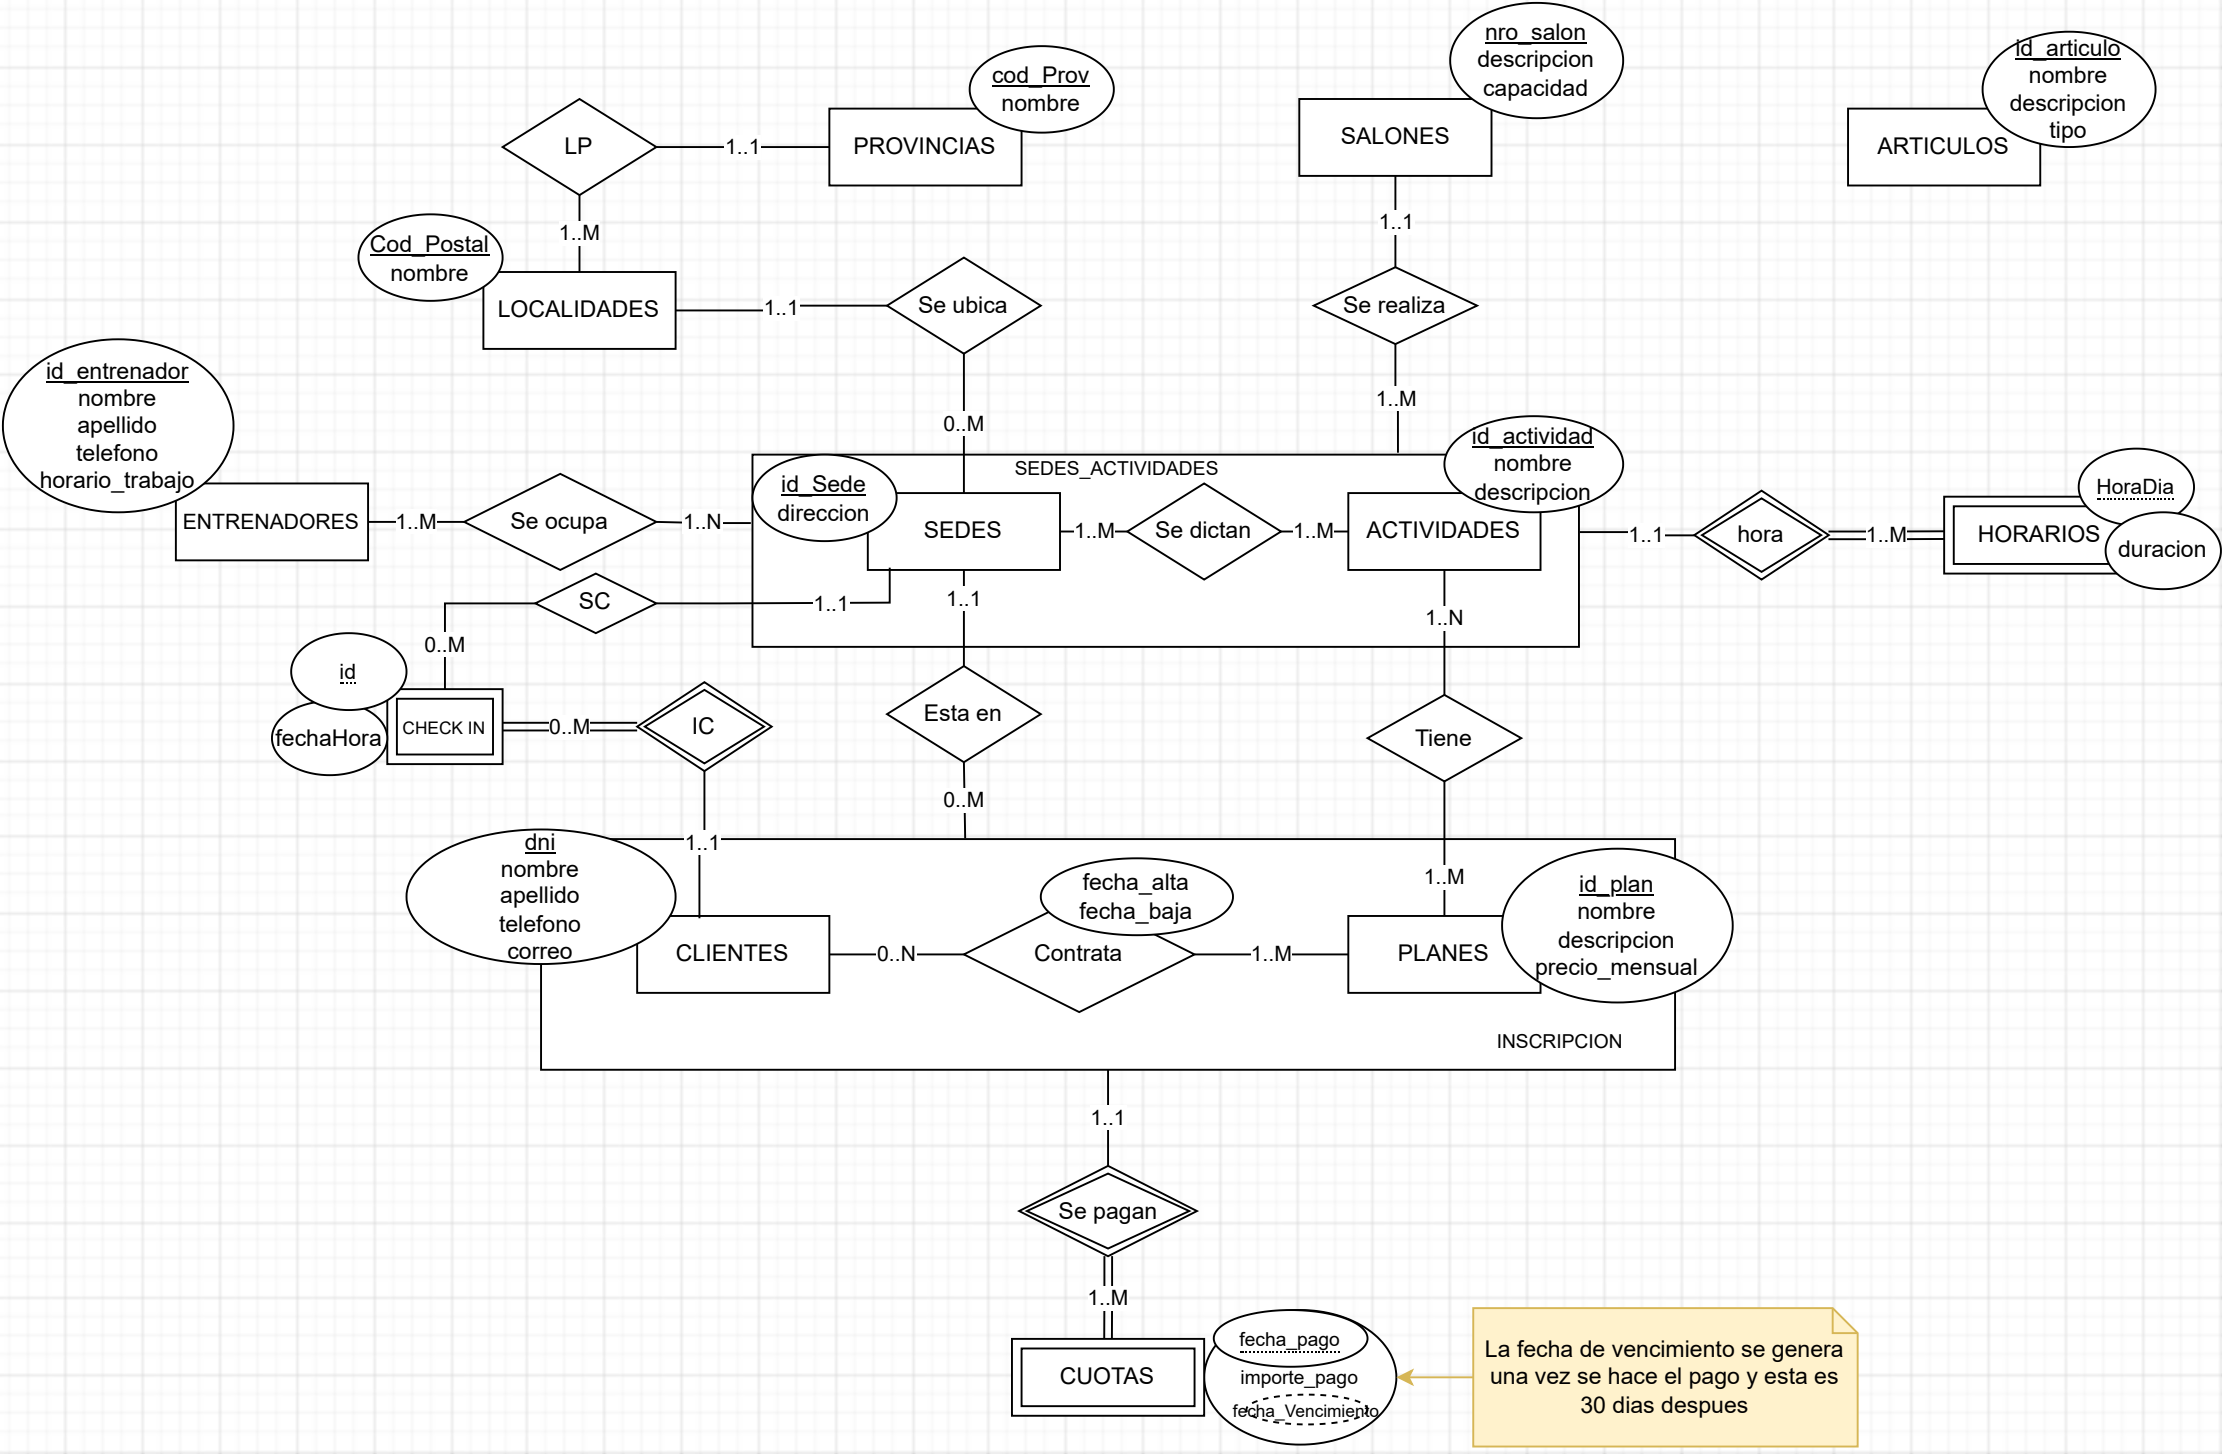 nro_salon
descripcion
capacidad
SALONES
id_articulo
nombre
descripcion
tipo
ARTICULOS
cod_Prov
nombre
PROVINCIAS
1..1
LP
1..M
Cod_Postal
nombre
LOCALIDADES
1..1
Se ubica
0..M
1..1
Se realiza
1..M
id_entrenador
nombre
apellido
telefono
horario_trabajo
ENTRENADORES
1..M
Se ocupa
1..N
SEDES_ACTIVIDADES
id_Sede
direccion
SEDES
1..M
Se dictan
1..M
id_actividad
nombre
descripcion
ACTIVIDADES
1..1
hora
1..M
HoraDia
HORARIOS
duracion
SC
1..1
0..M
1..1
1..N
id
fechaHora
CHECK IN
0..M
IC
1..1
Esta en
0..M
Tiene
1..M
dni
nombre
apellido
telefono
correo
CLIENTES
0..N
fecha_alta
fecha_baja
Contrata
1..M
PLANES
id_plan
nombre
descripcion
precio_mensual
INSCRIPCION
1..1
Se pagan
1..M
CUOTAS
fecha_pago
importe_pago
fecha_Vencimiento
La fecha de vencimiento se genera
una vez se hace el pago y esta es
30 dias despues